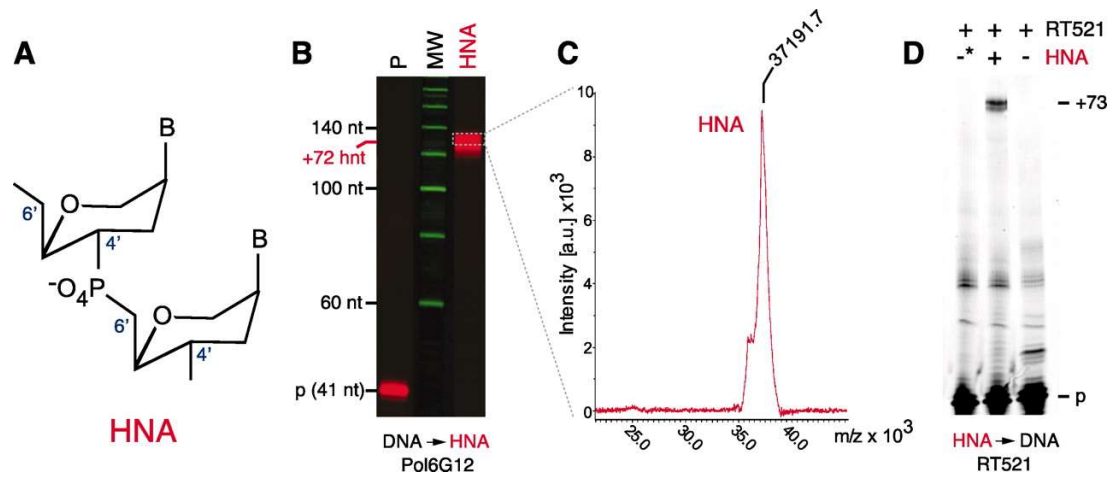 A
B
6'
O
4'
B
-O4P
6'
O
4'
HNA
B
P
MW
HNA
140 nt
+72 hnt
100 nt
60 nt
p (41 nt)
DNA → HNA
Pol6G12
C
37191.7
HNA
Intensity [a.u.] x10³
10
8
6
4
2
0
25.0
30.0
35.0
40.0
m/z x 10³
D
+ + + RT521
-* + - HNA
+73
p
HNA → DNA
RT521